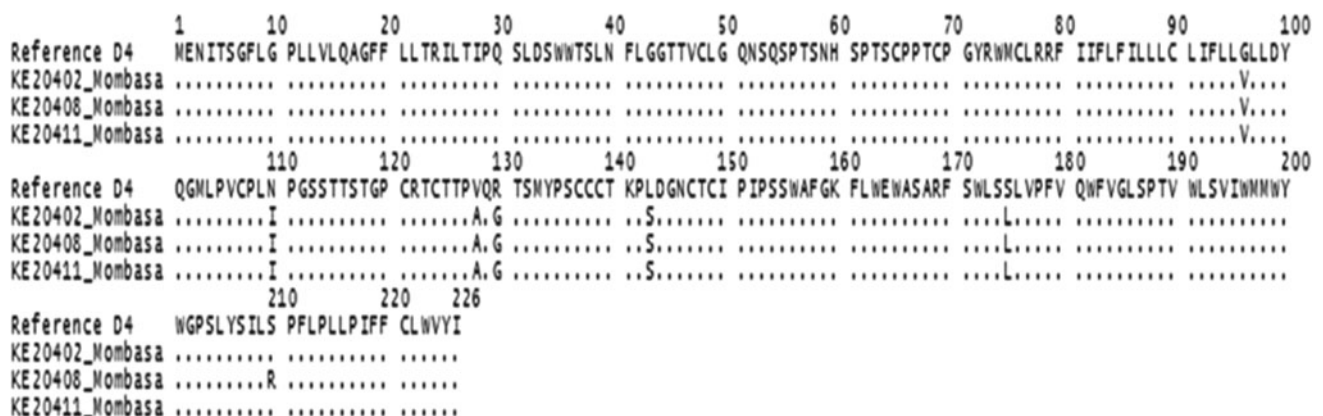 1 10 20 30 40 50 60 70 80 90 100
Reference D4 MENITSGFLG PLLVLQAGFF LLTRILTIPQ SLDSWWTSLN FLGGTTVCLG QNSQSPTSNH SPTSCPPTCP GYRWMCLRRF IIFLFILLLC LIFLLGLLDY
KE20402_Mombasa .......... .......... .......... .......... .......... .......... .......... .......... .......... .....V....
KE20408_Mombasa .......... .......... .......... .......... .......... .......... .......... .......... .......... .....V....
KE20411_Mombasa .......... .......... .......... .......... .......... .......... .......... .......... .......... .....V....
110 120 130 140 150 160 170 180 190 200
Reference D4 QGMLPVCPLN PGSSTTSTGP CRTCTTPVQR TSMYPSCCCT KPLDGNCTCI PIPSSWAFGK FLWEWASARF SWLSSLVPFV QWFVGLSPTV WLSVIWMMWY
KE20402_Mombasa .........I .......... .......A.G .......... ..S....... .......... .......... ....L..... .......... ..........
KE20408_Mombasa .........I .......... .......A.G .......... ..S....... .......... .......... ....L..... .......... ..........
KE20411_Mombasa .........I .......... .......A.G .......... ..S....... .......... .......... ....L..... .......... ..........
210 220 226
Reference D4 WGPSLYSILS PFLPLLPIFF CLWVYI
KE20402_Mombasa .......... .......... ......
KE20408_Mombasa .........R .......... ......
KE20411_Mombasa .......... .......... ......